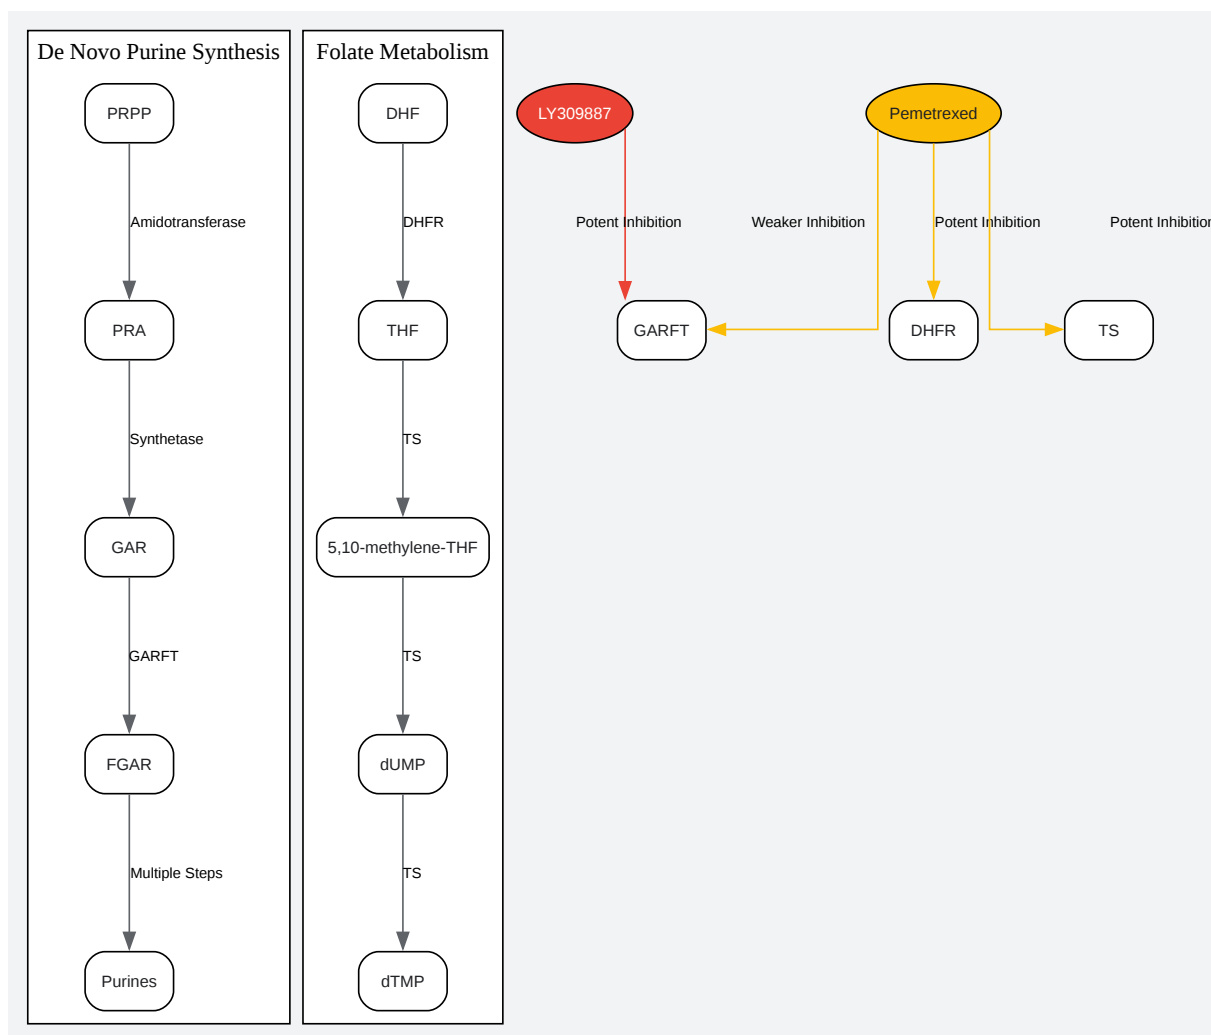 De Novo Purine Synthesis
PRPP
Amidotransferase
PRA
Synthetase
GAR
GARFT
FGAR
Multiple Steps
Purines
Folate Metabolism
DHF
DHFR
THF
TS
5,10-methylene-THF
TS
dUMP
TS
dTMP
LY309887
Pemetrexed
Potent Inhibition
Weaker Inhibition
Potent Inhibition
Potent Inhibition
GARFT
DHFR
TS